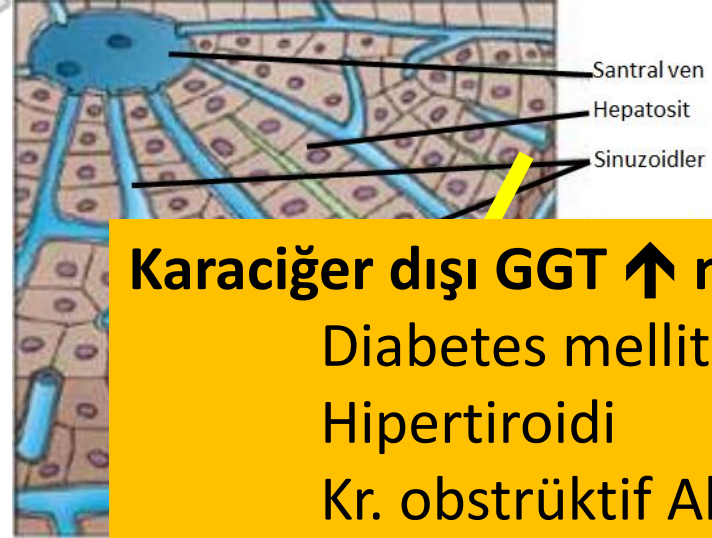 Santral ven
Hepatosit
Sinuzoidler
Karaciğer dışı GGT ↑
Diabetes mellit
Hipertiroidi
Kr. obstrüktif